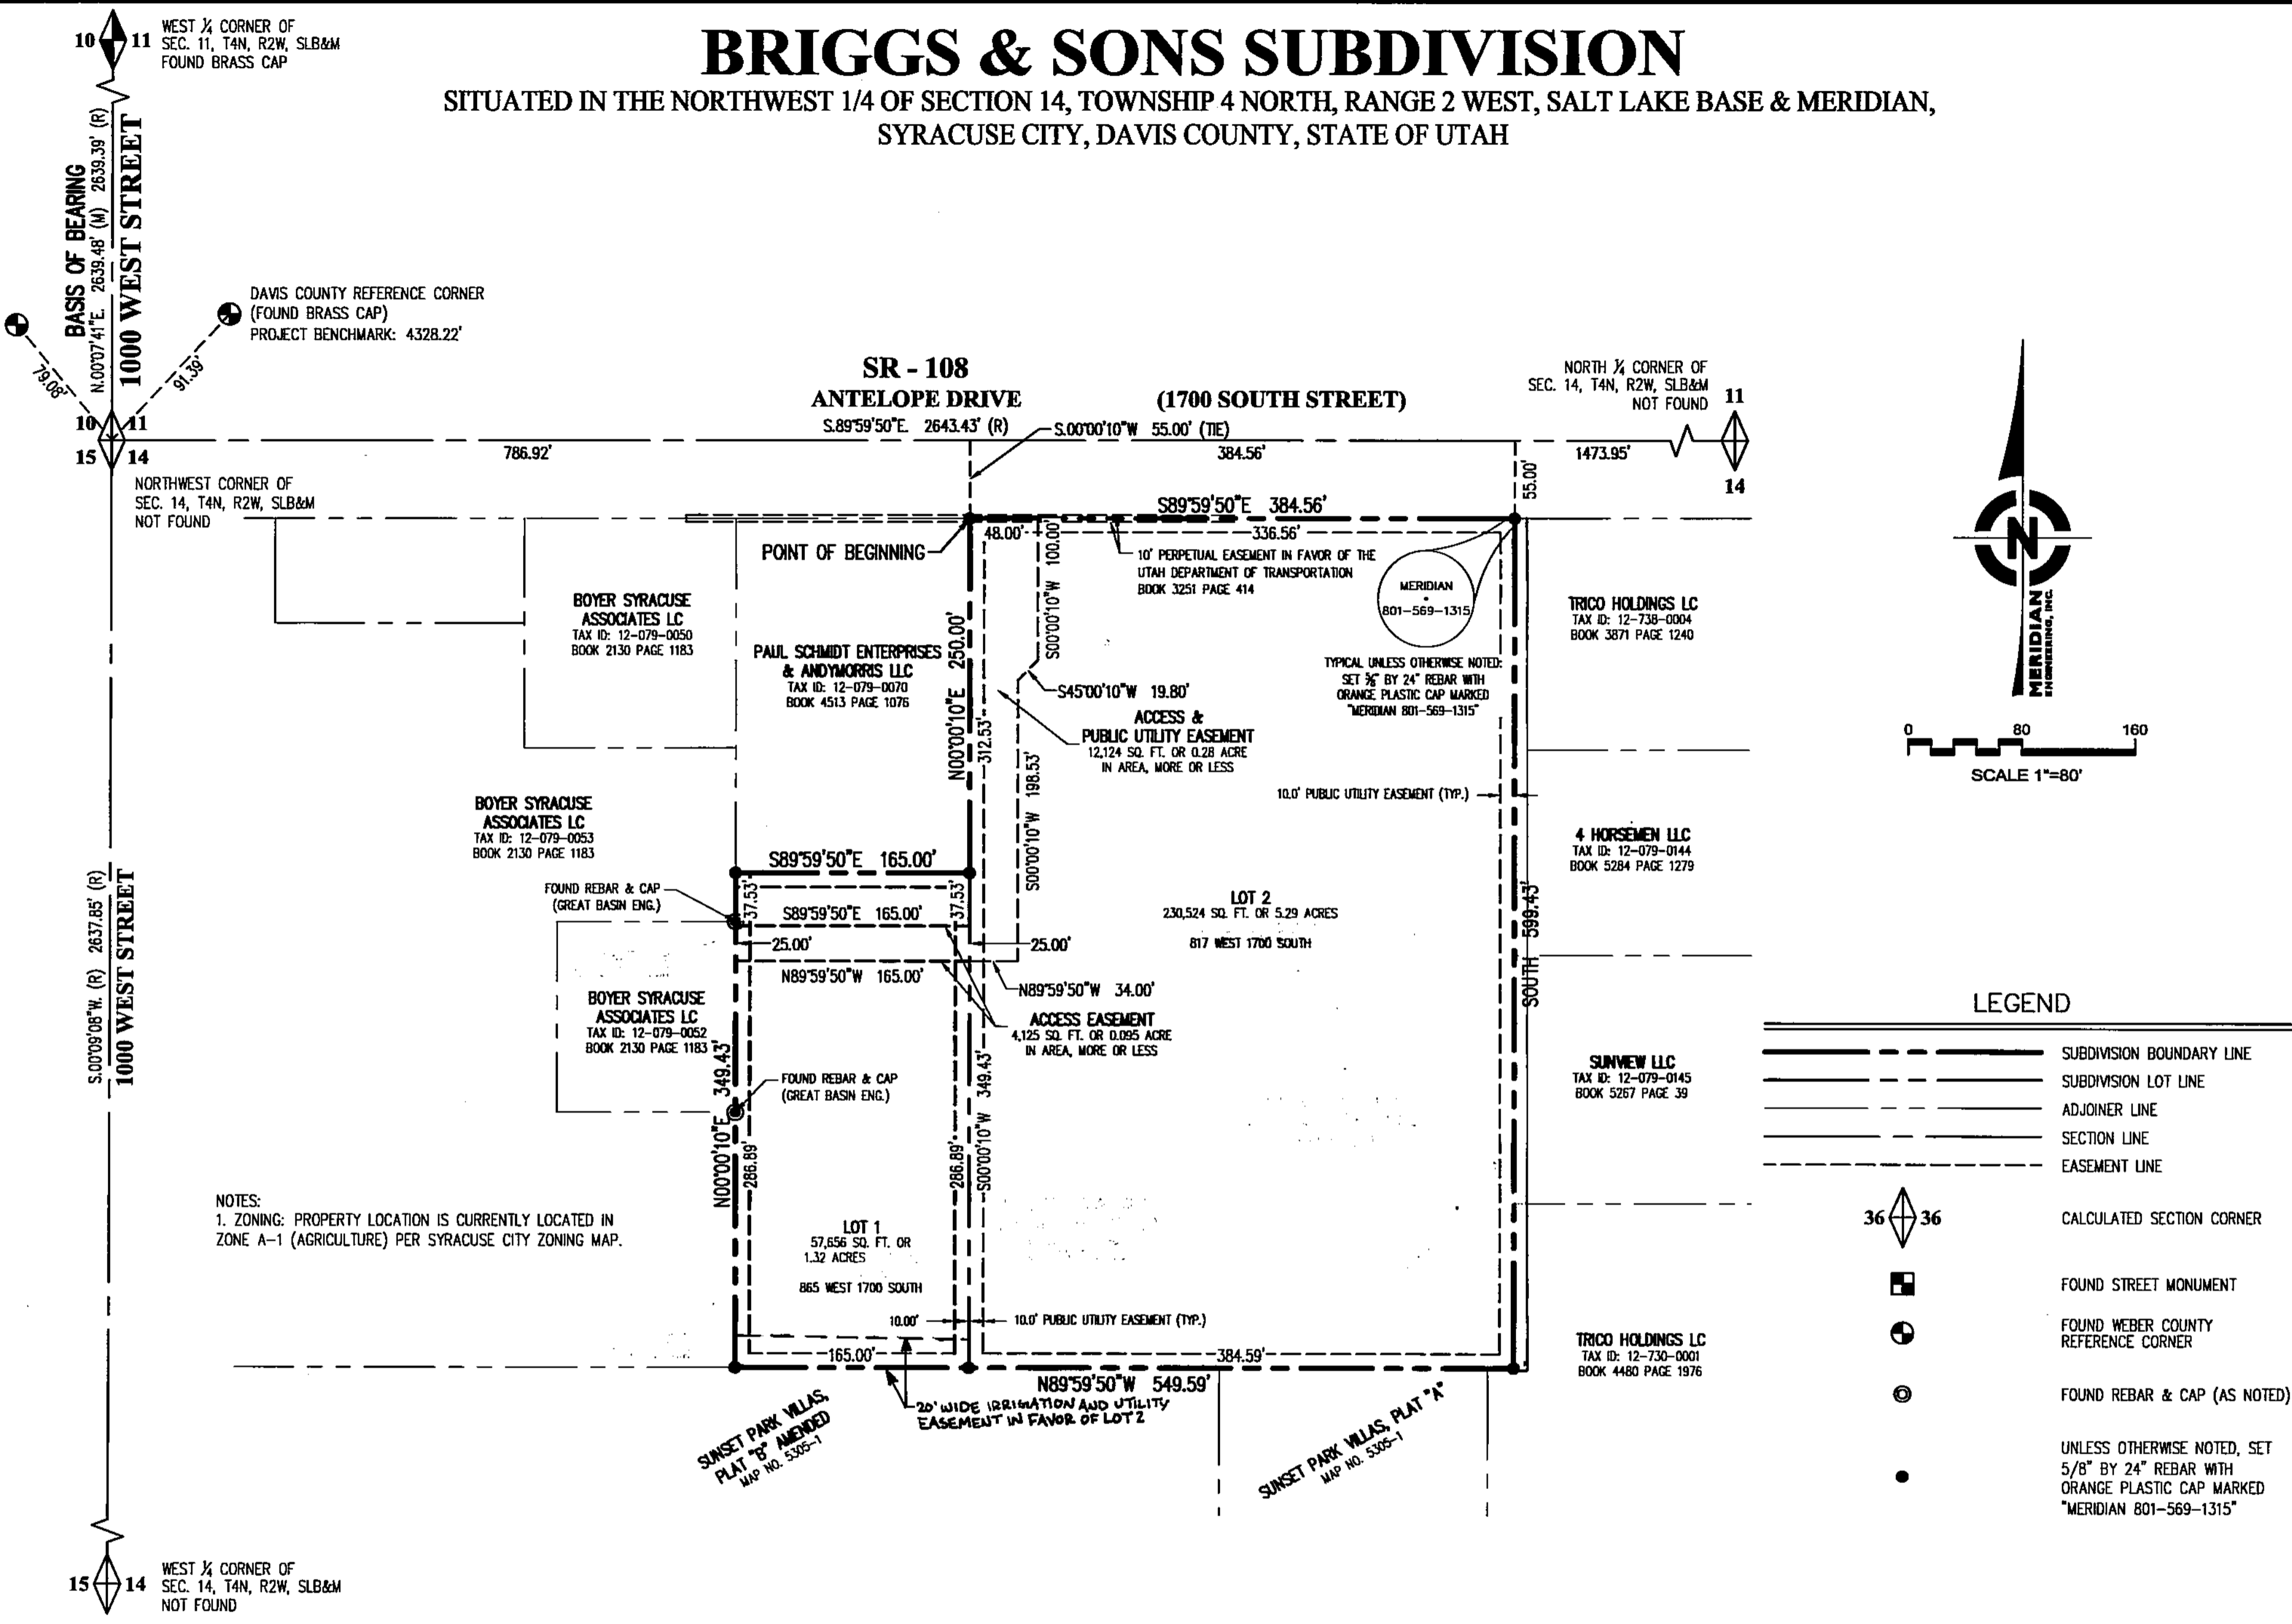 BRIGGS & SONS SUBDIVISION
SITUATED IN THE NORTHWEST 1/4 OF SECTION 14, TOWNSHIP 4 NORTH, RANGE 2 WEST, SALT LAKE BASE & MERIDIAN,
SYRACUSE CITY, DAVIS COUNTY, STATE OF UTAH
10 11
WEST ¼ CORNER OF
SEC. 11, T4N, R2W, SLB&M
FOUND BRASS CAP
BASIS OF BEARING
N.00°07'41"E. 2639.48' (M) 2639.39' (R)
1000 WEST STREET
DAVIS COUNTY REFERENCE CORNER
(FOUND BRASS CAP)
PROJECT BENCHMARK: 4328.22'
79.08'
91.39'
10 11
15 14
NORTHWEST CORNER OF
SEC. 14, T4N, R2W, SLB&M
NOT FOUND
SR - 108
ANTELOPE DRIVE (1700 SOUTH STREET)
S.89°59'50"E. 2643.43' (R)
S.00°00'10"W 55.00' (TIE)
786.92'
384.56'
1473.95'
55.00'
NORTH ¼ CORNER OF
SEC. 14, T4N, R2W, SLB&M
NOT FOUND
11
14
S89°59'50"E 384.56'
48.00'
336.56'
POINT OF BEGINNING
10' PERPETUAL EASEMENT IN FAVOR OF THE
UTAH DEPARTMENT OF TRANSPORTATION
BOOK 3251 PAGE 414
MERIDIAN
801-569-1315
TYPICAL UNLESS OTHERWISE NOTED:
SET ⅝" BY 24" REBAR WITH
ORANGE PLASTIC CAP MARKED
"MERIDIAN 801-569-1315"
S00°00'10"W 100.00'
S45°00'10"W 19.80'
ACCESS &
PUBLIC UTILITY EASEMENT
12,124 SQ. FT. OR 0.28 ACRE
IN AREA, MORE OR LESS
N00°00'10"E 250.00'
312.53'
S00°00'10"W 198.53'
10.0' PUBLIC UTILITY EASEMENT (TYP.)
BOYER SYRACUSE
ASSOCIATES LC
TAX ID: 12-079-0050
BOOK 2130 PAGE 1183
PAUL SCHMIDT ENTERPRISES
& ANDYMORRIS LLC
TAX ID: 12-079-0070
BOOK 4513 PAGE 1076
BOYER SYRACUSE
ASSOCIATES LC
TAX ID: 12-079-0053
BOOK 2130 PAGE 1183
TRICO HOLDINGS LC
TAX ID: 12-738-0004
BOOK 3871 PAGE 1240
4 HORSEMEN LLC
TAX ID: 12-079-0144
BOOK 5284 PAGE 1279
SUNVIEW LLC
TAX ID: 12-079-0145
BOOK 5267 PAGE 39
TRICO HOLDINGS LC
TAX ID: 12-730-0001
BOOK 4480 PAGE 1976
SOUTH 599.43'
S89°59'50"E 165.00'
FOUND REBAR & CAP
(GREAT BASIN ENG.)
37.53'
37.53'
S89°59'50"E 165.00'
25.00'
25.00'
N89°59'50"W 165.00'
N89°59'50"W 34.00'
ACCESS EASEMENT
4,125 SQ. FT. OR 0.095 ACRE
IN AREA, MORE OR LESS
LOT 2
230,524 SQ. FT. OR 5.29 ACRES
817 WEST 1700 SOUTH
BOYER SYRACUSE
ASSOCIATES LC
TAX ID: 12-079-0052
BOOK 2130 PAGE 1183
FOUND REBAR & CAP
(GREAT BASIN ENG.)
N00°00'10"E 349.43'
286.89'
286.89'
S00°00'10"W 349.43'
S.00°09'08"W. (R) 2637.85' (R)
1000 WEST STREET
NOTES:
1. ZONING: PROPERTY LOCATION IS CURRENTLY LOCATED IN
ZONE A-1 (AGRICULTURE) PER SYRACUSE CITY ZONING MAP.
LOT 1
57,656 SQ. FT. OR
1.32 ACRES
865 WEST 1700 SOUTH
10.00'
10.0' PUBLIC UTILITY EASEMENT (TYP.)
165.00'
384.59'
N89°59'50"W 549.59'
20' WIDE IRRIGATION AND UTILITY
EASEMENT IN FAVOR OF LOT 2
SUNSET PARK VILLAS,
PLAT "B" AMENDED
MAP NO. 5305-1
SUNSET PARK VILLAS, PLAT "A"
MAP NO. 5305-1
15 14
WEST ¼ CORNER OF
SEC. 14, T4N, R2W, SLB&M
NOT FOUND
N
MERIDIAN
ENGINEERING, INC.
0 80 160
SCALE 1"=80'
LEGEND
SUBDIVISION BOUNDARY LINE
SUBDIVISION LOT LINE
ADJOINER LINE
SECTION LINE
EASEMENT LINE
36 36 CALCULATED SECTION CORNER
FOUND STREET MONUMENT
FOUND WEBER COUNTY
REFERENCE CORNER
FOUND REBAR & CAP (AS NOTED)
UNLESS OTHERWISE NOTED, SET
5/8" BY 24" REBAR WITH
ORANGE PLASTIC CAP MARKED
"MERIDIAN 801-569-1315"